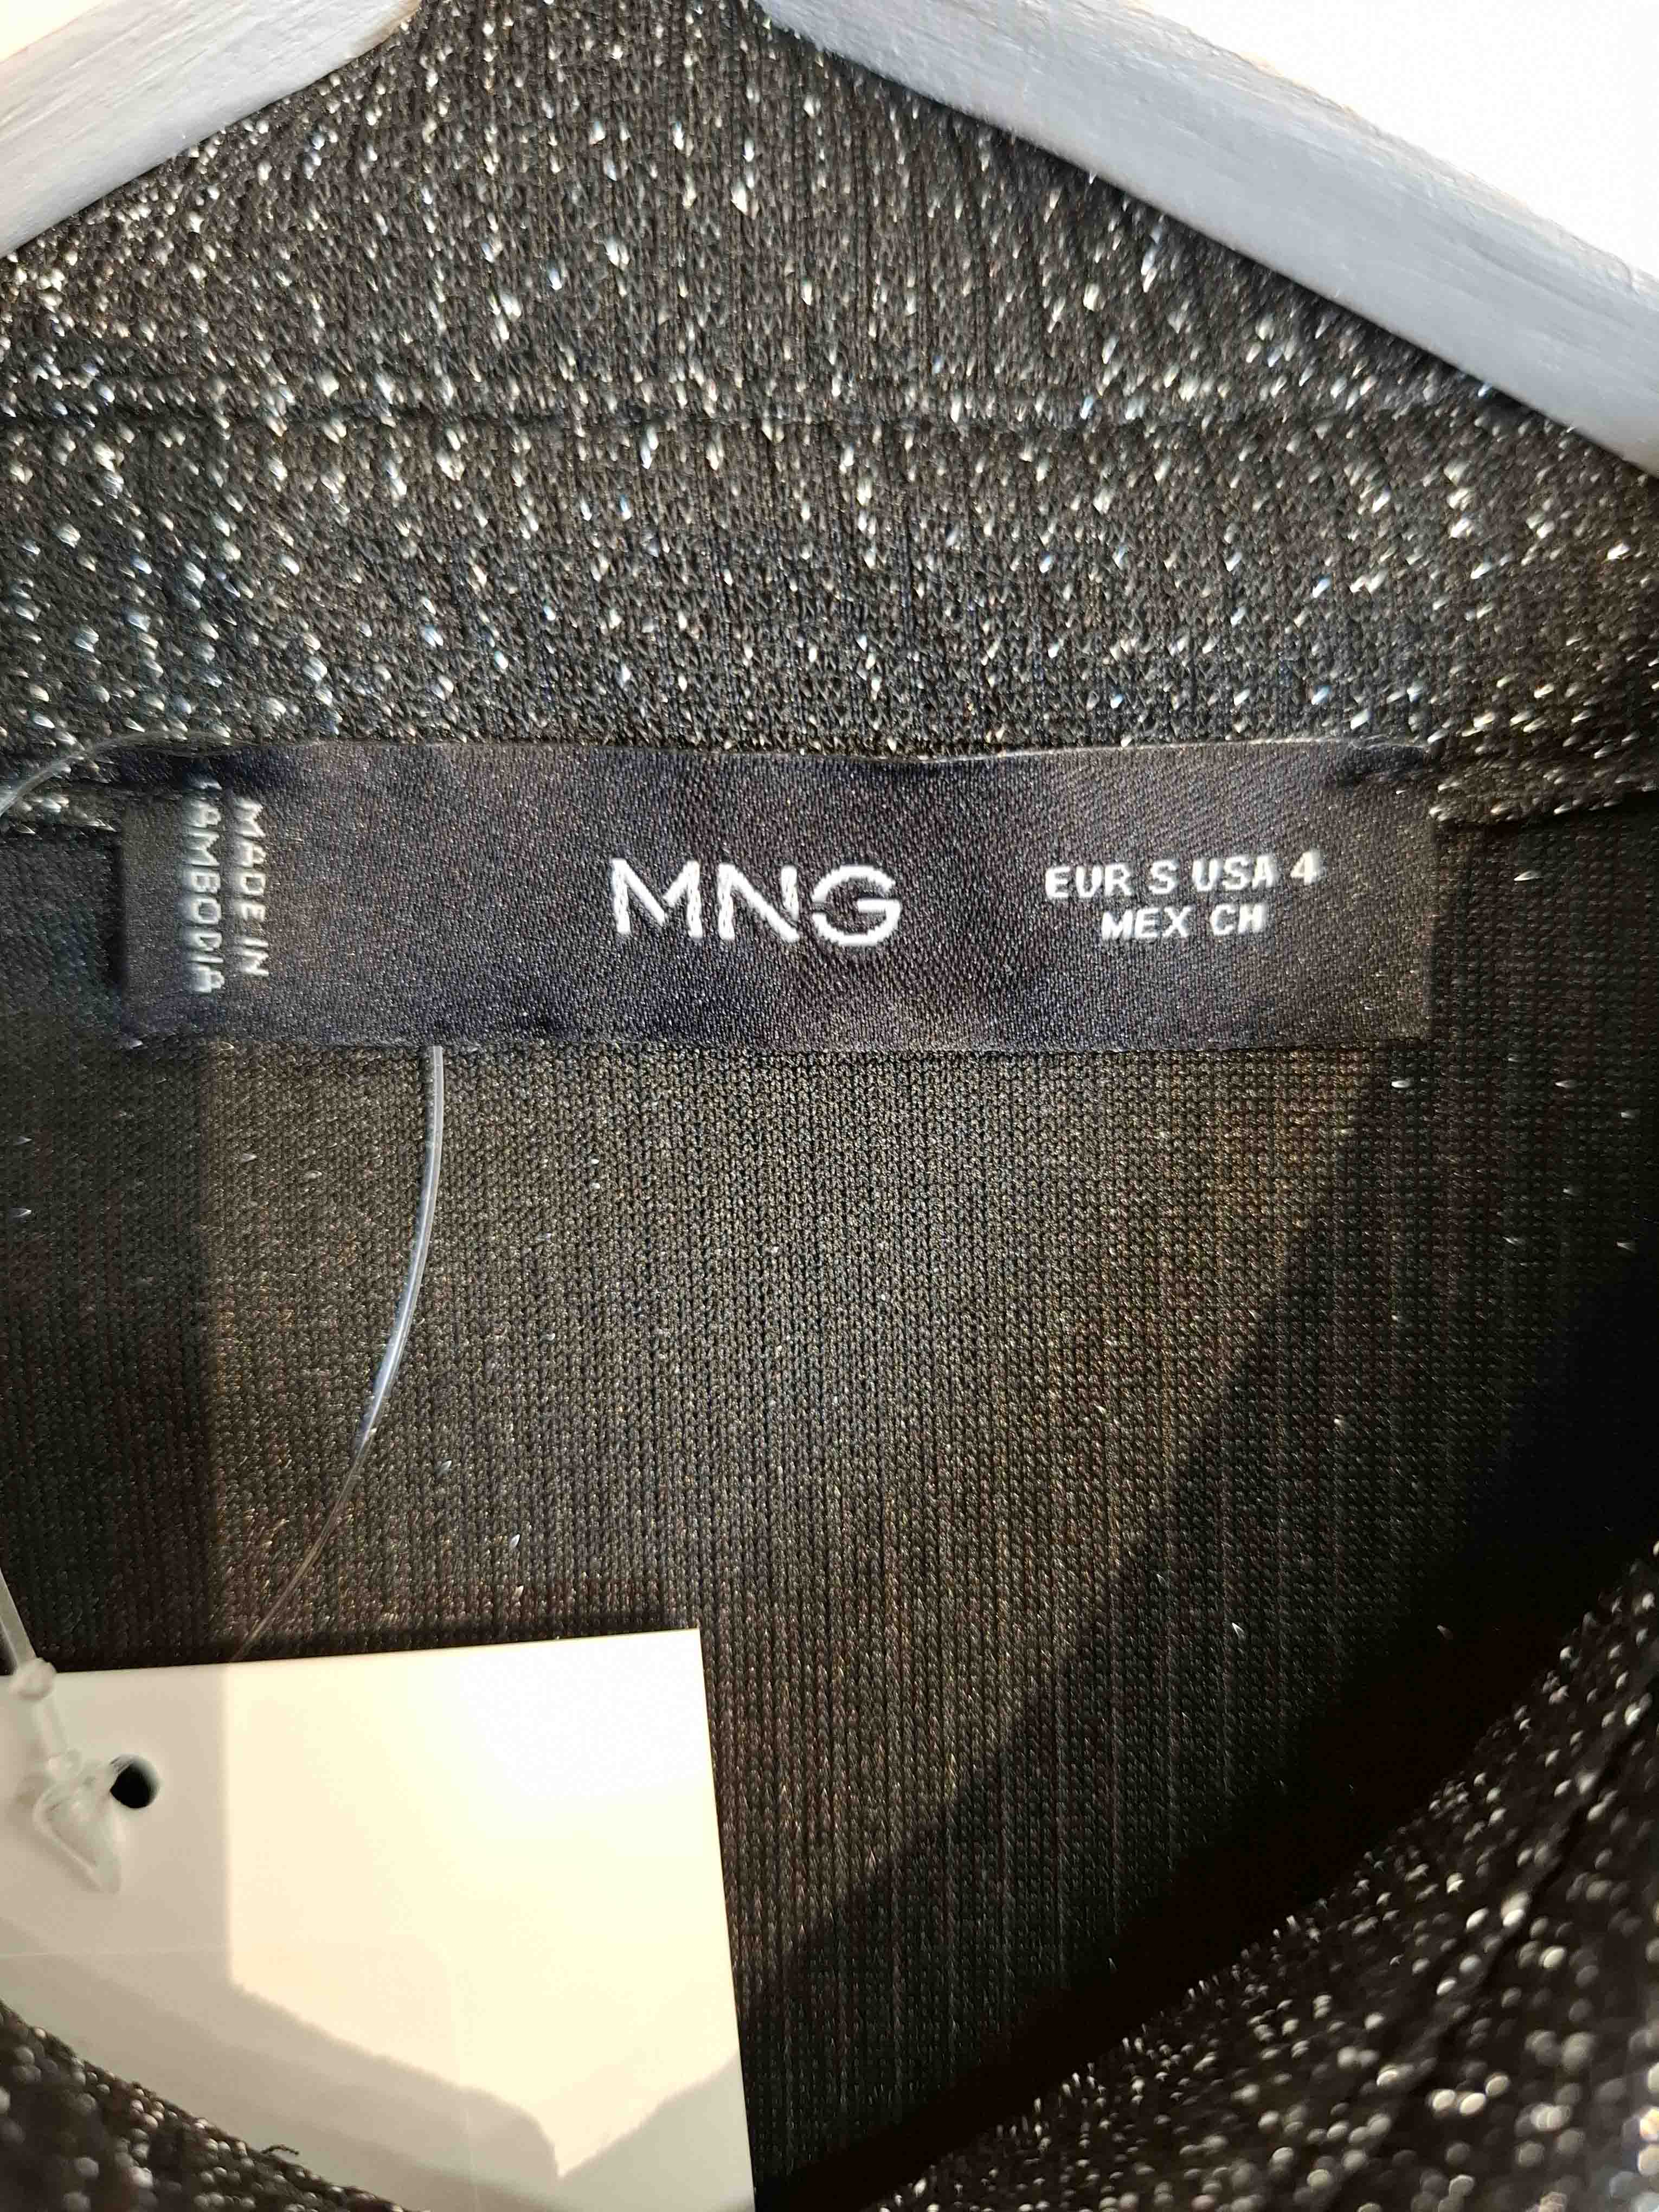 MADE IN
CAMBODIA
MNG
EUR S USA 4
MEX CH